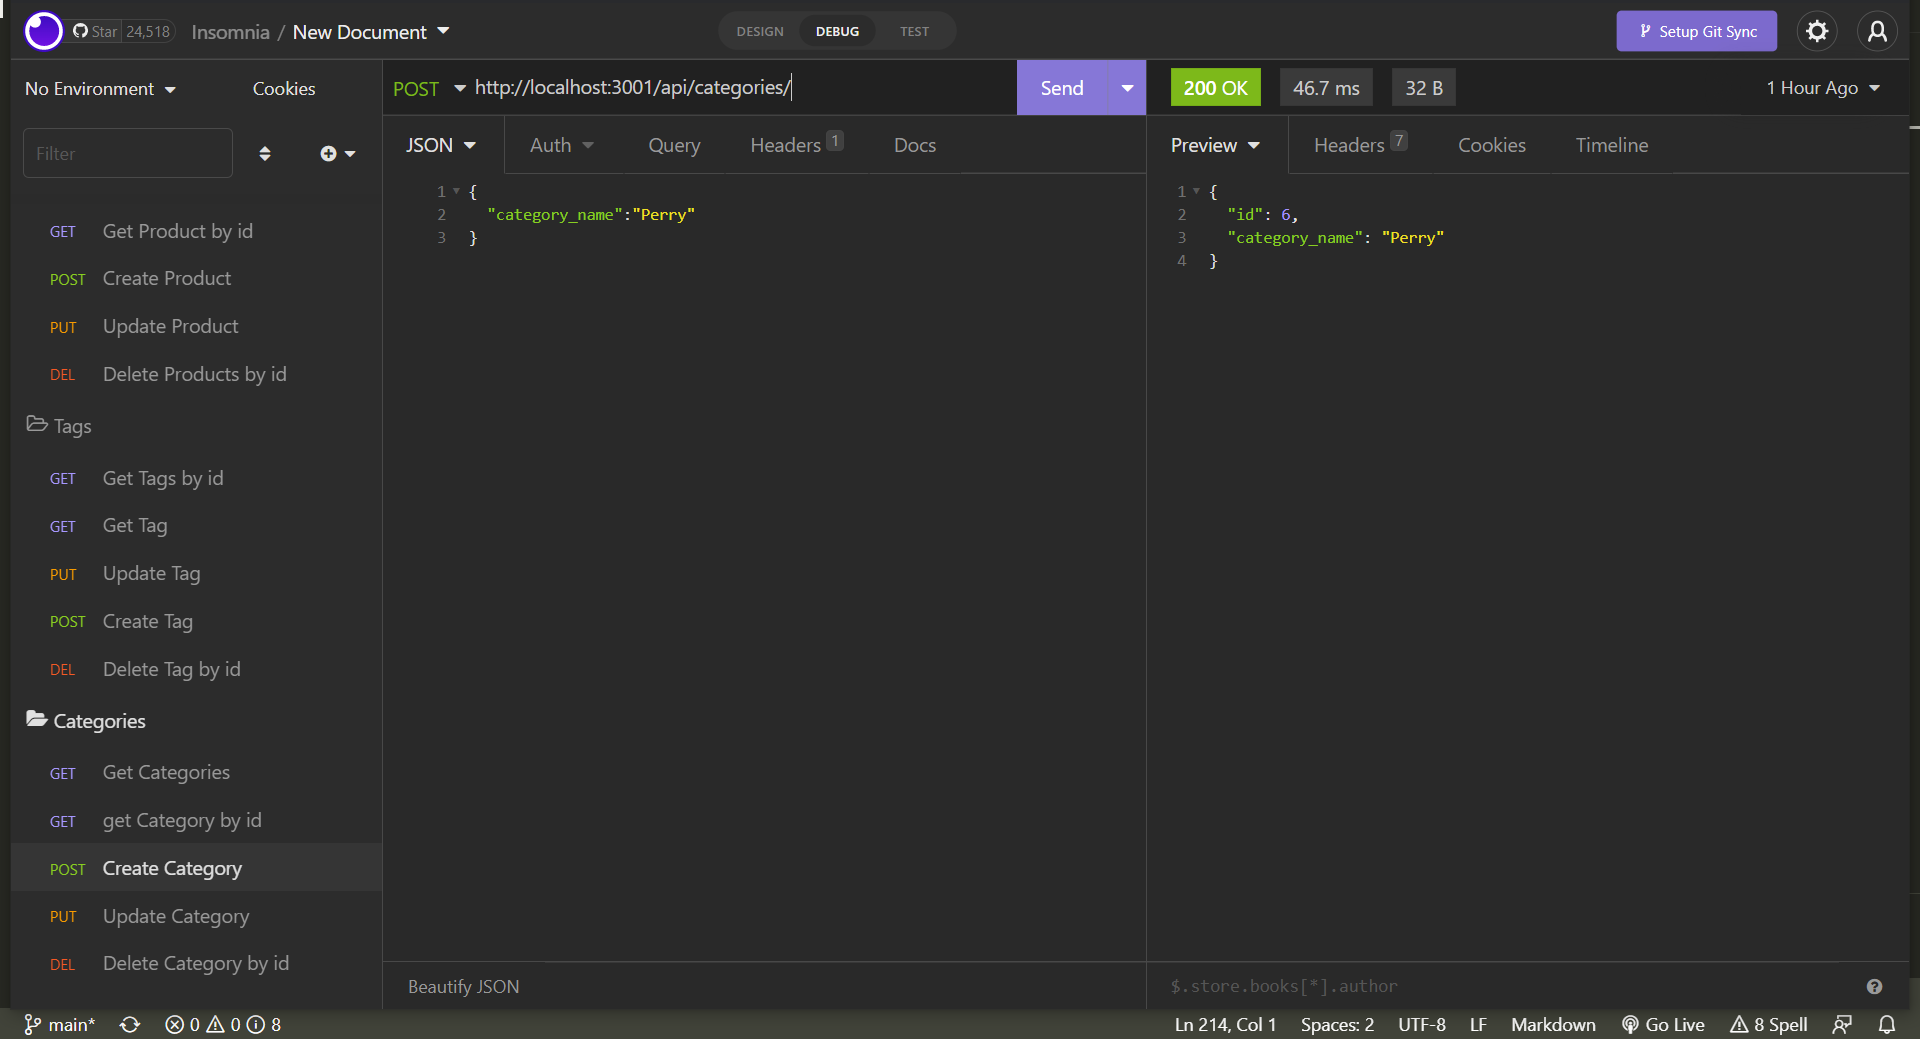 Star 24,518 Insomnia / New Document DESIGN DEBUG TEST Setup Git Sync
No Environment Cookies
Filter
GET Get Product by id
POST Create Product
PUT Update Product
DEL Delete Products by id
Tags
GET Get Tags by id
GET Get Tag
PUT Update Tag
POST Create Tag
DEL Delete Tag by id
Categories
GET Get Categories
GET get Category by id
POST Create Category
PUT Update Category
DEL Delete Category by id
POST http://localhost:3001/api/categories/ Send
JSON Auth Query Headers 1 Docs
1 {
2 "category_name":"Perry"
3 }
Beautify JSON
200 OK 46.7 ms 32 B 1 Hour Ago
Preview Headers 7 Cookies Timeline
1 {
2 "id": 6,
3 "category_name": "Perry"
4 }
$.store.books[*].author
main* 0 0 8 Ln 214, Col 1 Spaces: 2 UTF-8 LF Markdown Go Live 8 Spell